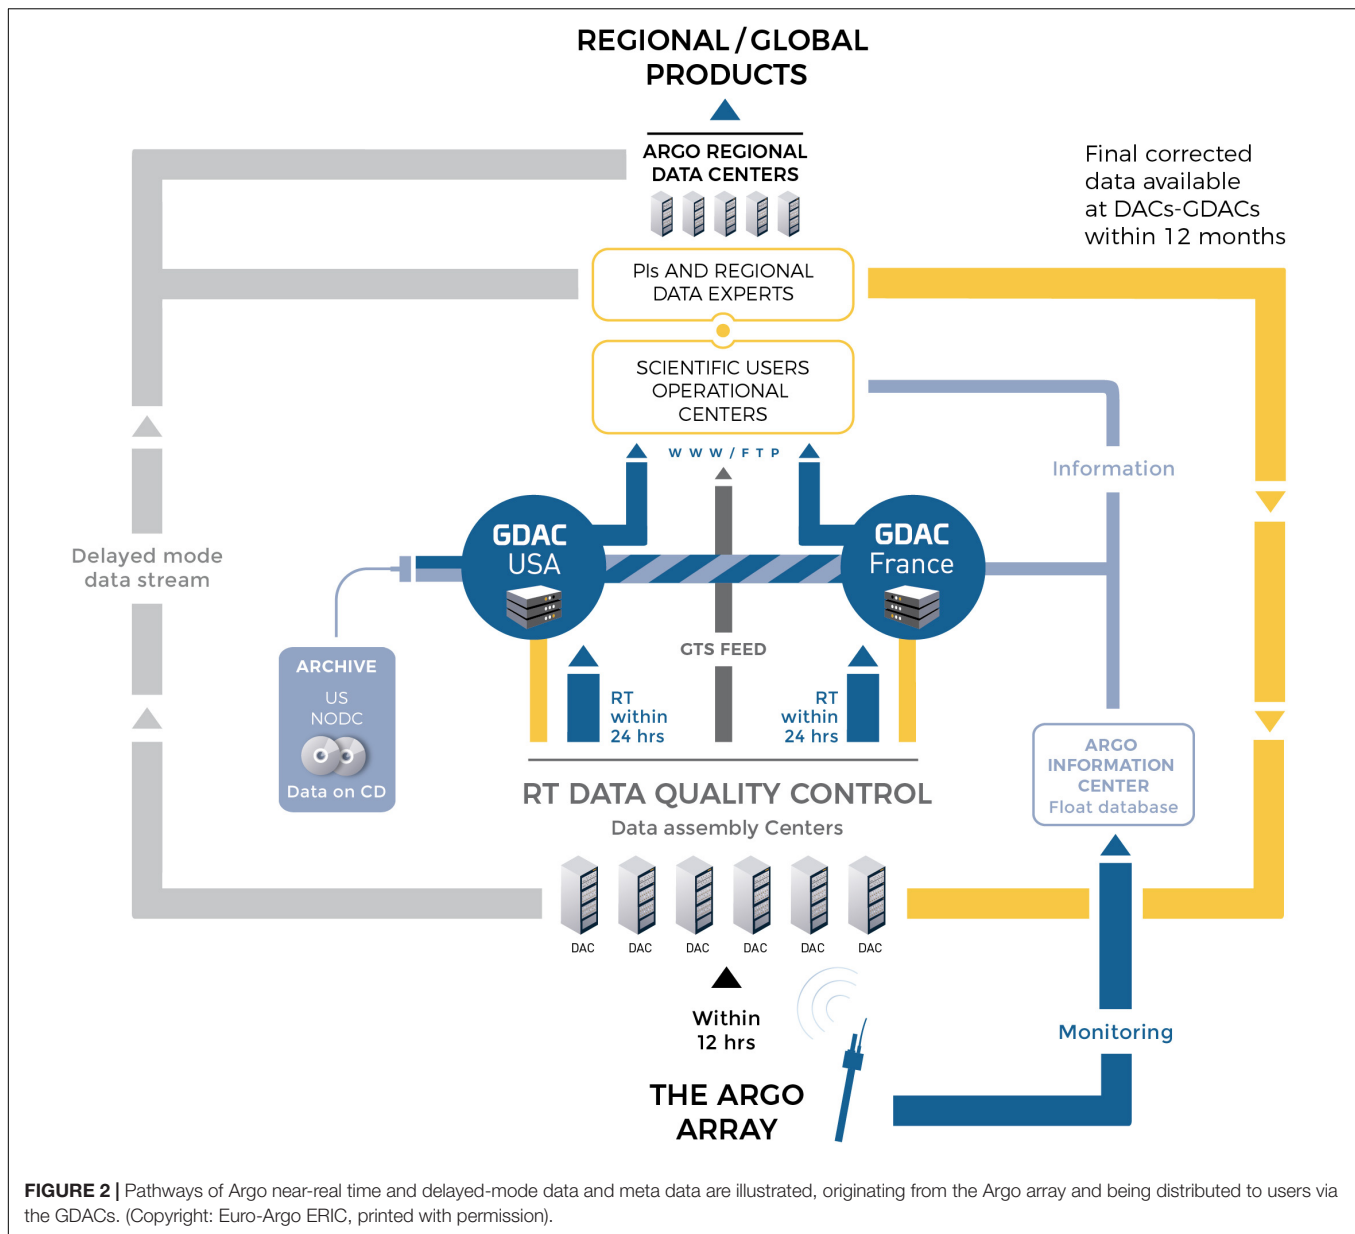 REGIONAL / GLOBAL
PRODUCTS
ARGO REGIONAL
DATA CENTERS
Final corrected
data available
at DACs-GDACs
within 12 months
PIs AND REGIONAL
DATA EXPERTS
SCIENTIFIC USERS
OPERATIONAL
CENTERS
WWW/FTP
Information
GDAC
USA
GDAC
France
Delayed mode
data stream
GTS FEED
ARCHIVE
US
NODC
Data on CD
RT
within
24 hrs
RT
within
24 hrs
ARGO
INFORMATION
CENTER
Float database
RT DATA QUALITY CONTROL
Data assembly Centers
DAC DAC DAC DAC DAC DAC
Within
12 hrs
Monitoring
THE ARGO
ARRAY
FIGURE 2 | Pathways of Argo near-real time and delayed-mode data and meta data are illustrated, originating from the Argo array and being distributed to users via
the GDACs. (Copyright: Euro-Argo ERIC, printed with permission).